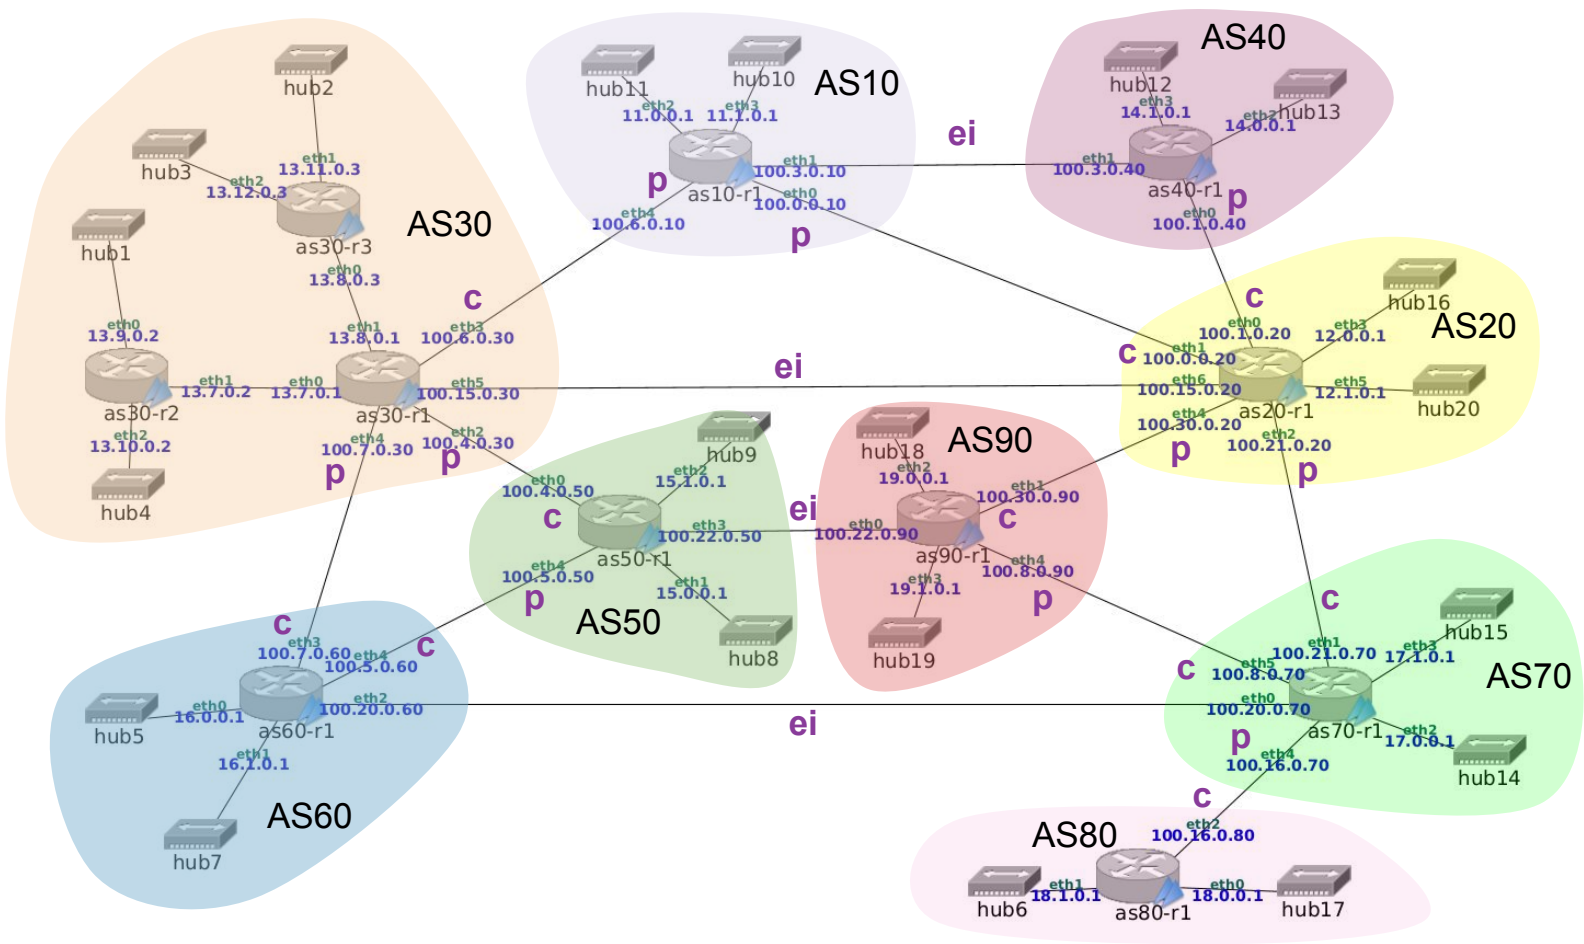 AS30
hub2
hub3
eth1
13.11.0.3
eth2
13.12.0.3
as30-r3
hub1
eth0
13.8.0.3
eth0
13.9.0.2
eth1
13.8.0.1
eth3
100.6.0.30
c
eth1
13.7.0.2
eth0
13.7.0.1
eth5
100.15.0.30
as30-r2
as30-r1
eth2
13.10.0.2
eth4
100.7.0.30
p
eth2
100.4.0.30
p
hub4
AS10
hub11
hub10
eth2
11.0.0.1
eth3
11.1.0.1
eth1
100.3.0.10
eth0
100.0.0.10
as10-r1
p
eth4
100.6.0.10
p
ei
AS40
hub12
hub13
eth3
14.1.0.1
eth2
14.0.0.1
eth1
100.3.0.40
as40-r1
p
eth0
100.1.0.40
AS20
c
hub16
eth0
100.1.0.20
eth3
12.0.0.1
c
eth1
100.0.0.20
ei
eth6
100.15.0.20
eth5
12.1.0.1
hub20
as20-r1
eth4
100.30.0.20
p
eth2
100.21.0.20
p
AS50
hub9
eth0
100.4.0.50
c
eth2
15.1.0.1
eth3
100.22.0.50
as50-r1
eth4
100.5.0.50
p
eth1
15.0.0.1
hub8
ei
AS90
hub18
eth2
19.0.0.1
eth1
100.30.0.90
c
eth0
100.22.0.90
as90-r1
eth4
100.8.0.90
p
eth3
19.1.0.1
hub19
AS60
c
eth3
100.7.0.60
eth4
100.5.0.60
c
eth2
100.20.0.60
eth0
16.0.0.1
hub5
as60-r1
eth1
16.1.0.1
hub7
ei
AS70
c
hub15
eth1
100.21.0.70
eth3
17.1.0.1
c
eth5
100.8.0.70
eth0
100.20.0.70
as70-r1
eth2
17.0.0.1
hub14
p
eth4
100.16.0.70
AS80
c
eth2
100.16.0.80
eth1
18.1.0.1
eth0
18.0.0.1
hub6
as80-r1
hub17